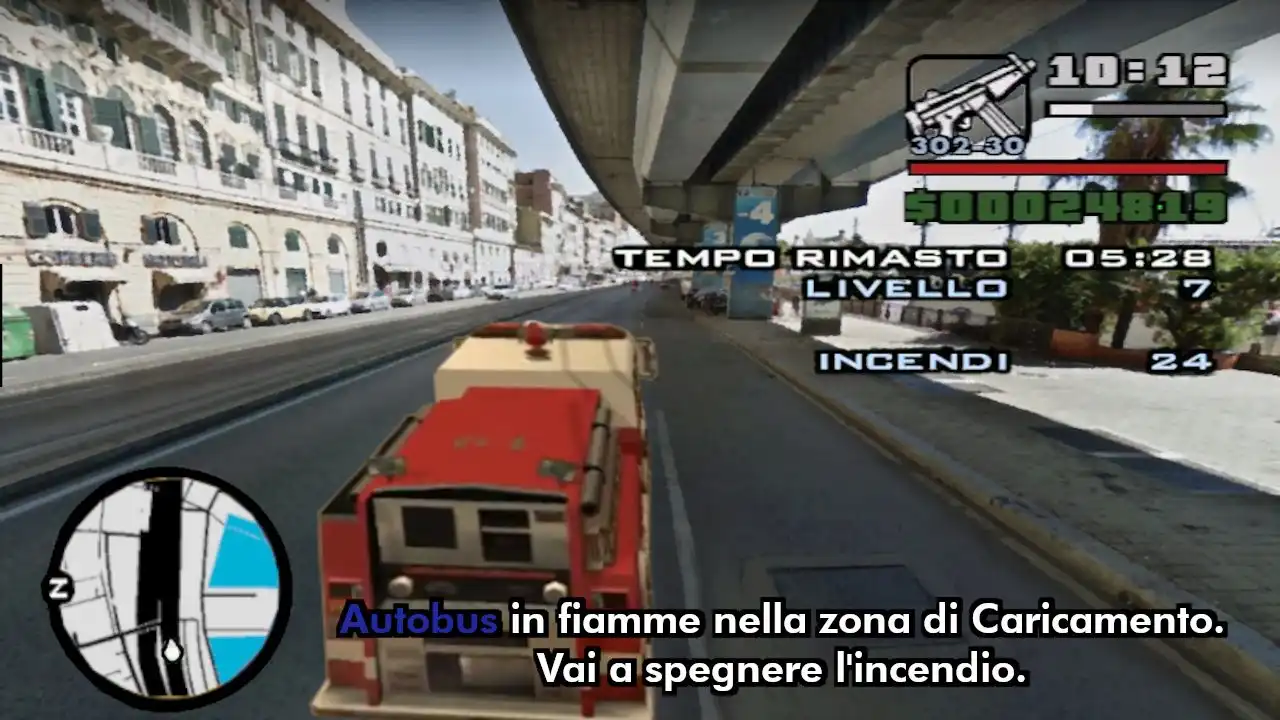 10:12
302-30
$00024819
-4
TEMPO RIMASTO 05:28
LIVELLO 7
INCENDI 24
Z
Autobus in fiamme nella zona di Caricamento.
Vai a spegnere l'incendio.